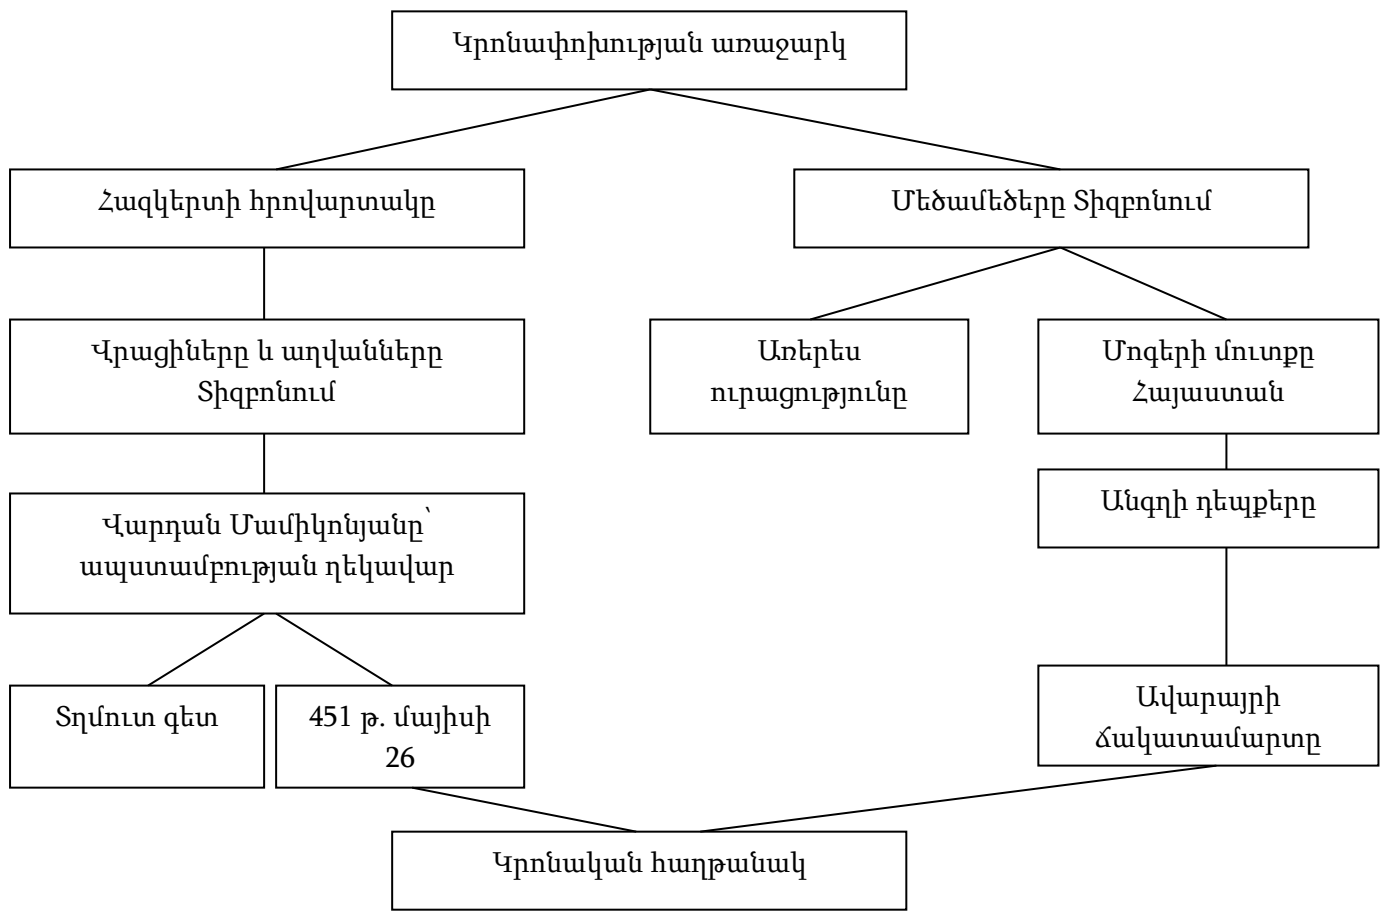 Կրոնափոխության առաջարկ
Հազկերտի հրովարտակը
Մեծամեծերը Տիզբոնում
Վրացիները և աղվանները
Տիզբոնում
Առերես
ուրացությունը
Մոգերի մուտքը
Հայաստան
Անգղի դեպքերը
Վարդան Մամիկոնյանը՝
ապստամբության ղեկավար
Տղմուտ գետ
451 թ. մայիսի
26
Ավարայրի
ճակատամարտը
Կրոնական հաղթանակ